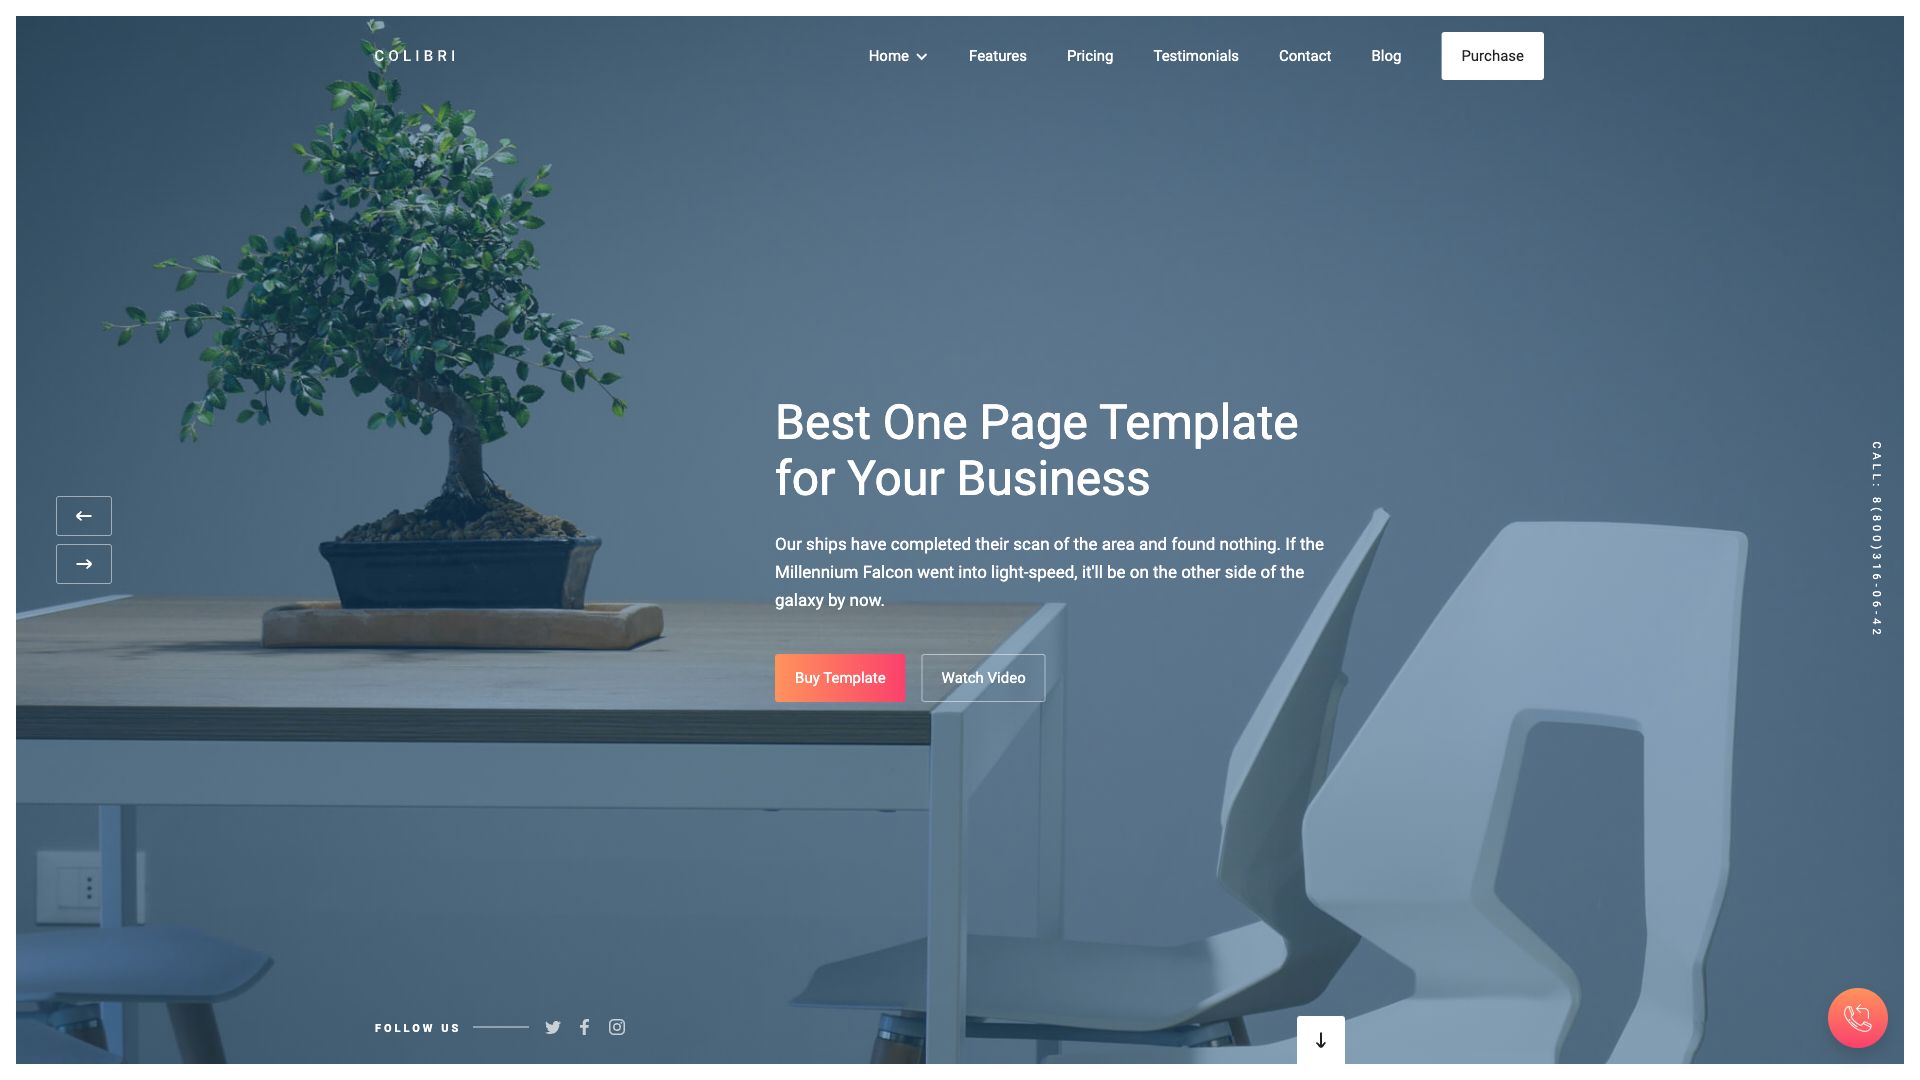 COLIBRI
Home Features Pricing Testimonials Contact Blog Purchase
Best One Page Template
for Your Business
Our ships have completed their scan of the area and found nothing. If the
Millennium Falcon went into light-speed, it'll be on the other side of the
galaxy by now.
Buy Template Watch Video
CALL: 8(800)316-06-42
FOLLOW US